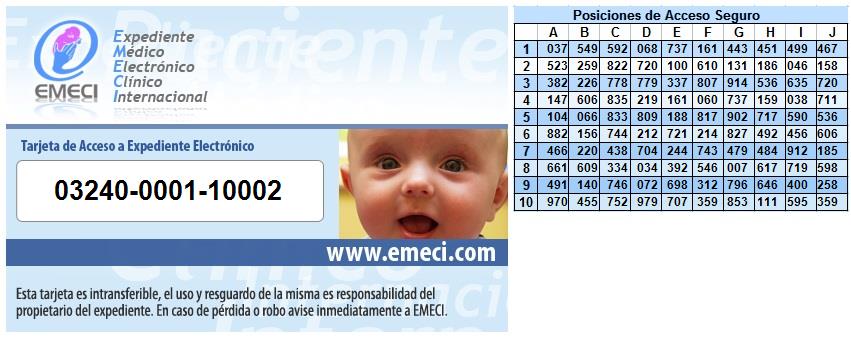 Expediente
Médico
Electrónico
Clínico
Internacional
EMECI
Tarjeta de Acceso a Expediente Electrónico
03240-0001-10002
www.emeci.com
Esta tarjeta es intransferible, el uso y resguardo de la misma es responsabilidad del
propietario del expediente. En caso de pérdida o robo avise inmediatamente a EMECI.
Posiciones de Acceso Seguro
A B C D E F G H I J
1 037 549 592 068 737 161 443 451 499 467
2 523 259 822 720 100 610 131 186 046 158
3 382 226 778 779 337 807 914 536 635 720
4 147 606 835 219 161 060 737 159 038 711
5 104 066 833 809 188 817 902 717 590 536
6 882 156 744 212 721 214 827 492 456 606
7 466 220 438 704 244 743 479 484 912 185
8 661 609 334 034 392 546 007 617 719 598
9 491 140 746 072 698 312 796 646 400 258
10 970 455 752 979 707 359 853 111 595 359